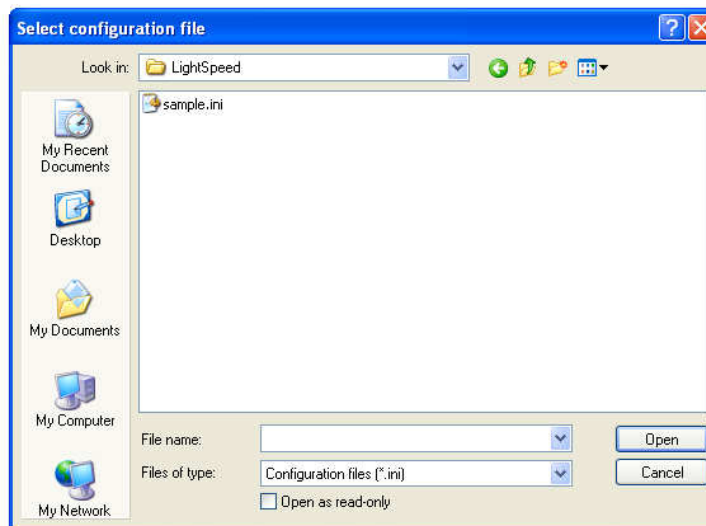 Select configuration file
Look in: LightSpeed
sample.ini
My Recent
Documents
Desktop
My Documents
My Computer
My Network
File name:
Open
Files of type: Configuration files (*.ini)
Cancel
Open as read-only